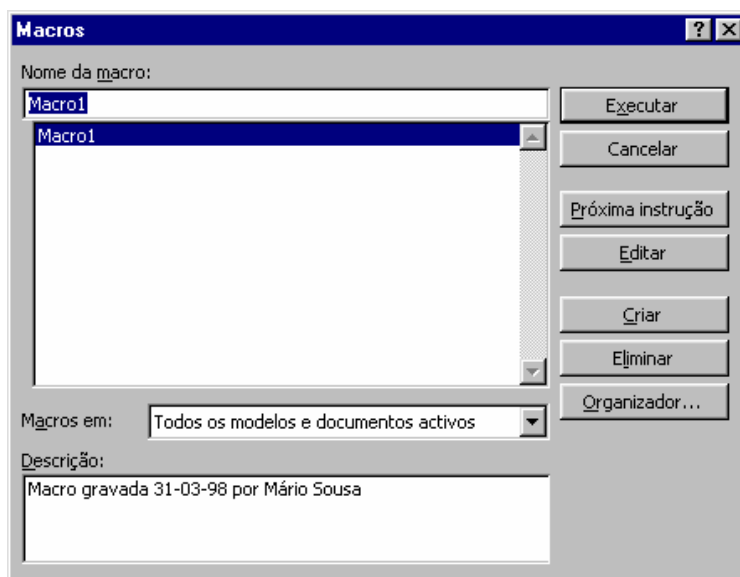 Macros
Nome da macro:
Macro1
Executar
Macro1
Cancelar
Próxima instrução
Editar
Criar
Eliminar
Organizador...
Macros em:
Todos os modelos e documentos activos
Descrição:
Macro gravada 31-03-98 por Mário Sousa